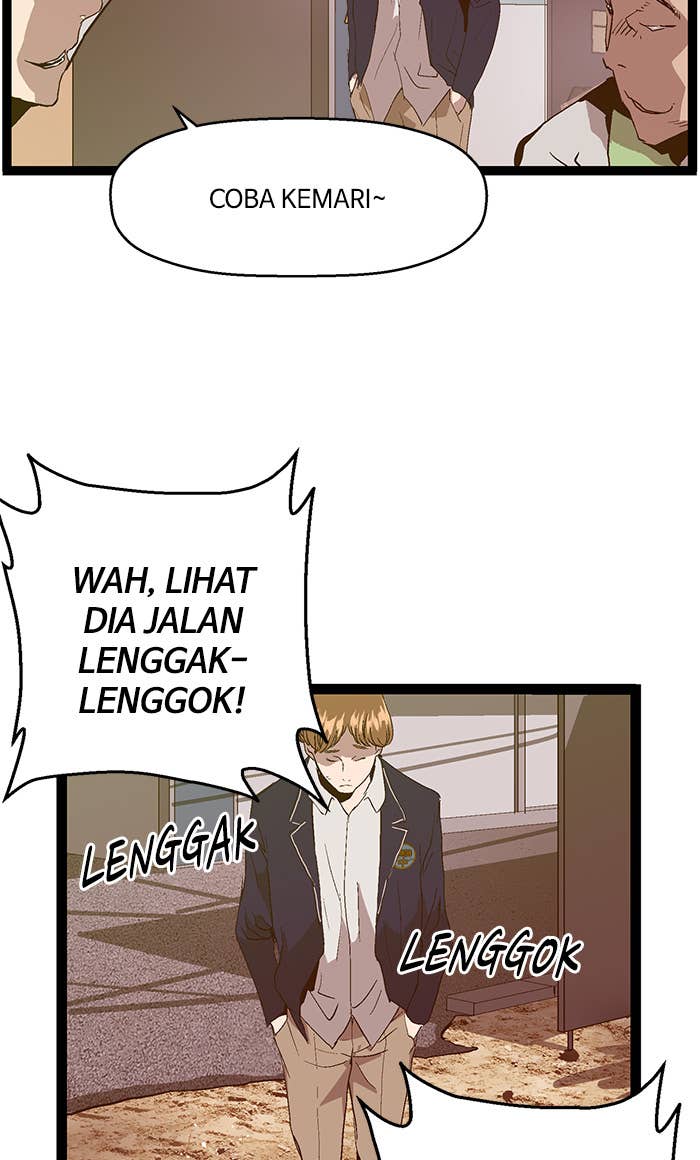 COBA KEMARI~
WAH, LIHAT
DIA JALAN
LENGGAK-
LENGGOK!
LENGGAK
LENGGOK